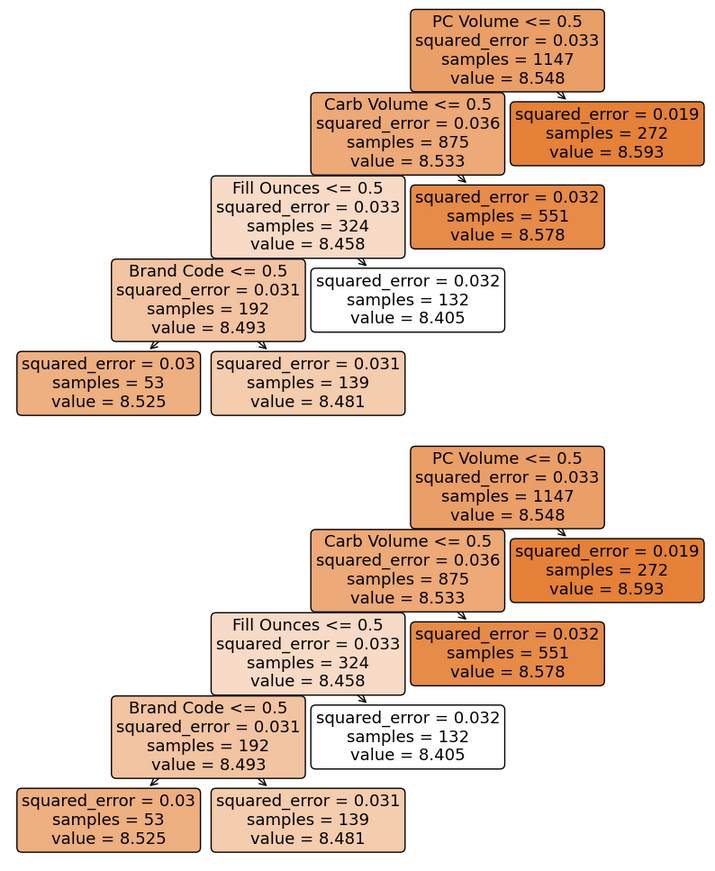 PC Volume <= 0.5
squared_error = 0.033
samples = 1147
value = 8.548
Carb Volume <= 0.5
squared_error = 0.036
samples = 875
value = 8.533
squared_error = 0.019
samples = 272
value = 8.593
Fill Ounces <= 0.5
squared_error = 0.033
samples = 324
value = 8.458
squared_error = 0.032
samples = 551
value = 8.578
Brand Code <= 0.5
squared_error = 0.031
samples = 192
value = 8.493
squared_error = 0.032
samples = 132
value = 8.405
squared_error = 0.03
samples = 53
value = 8.525
squared_error = 0.031
samples = 139
value = 8.481
PC Volume <= 0.5
squared_error = 0.033
samples = 1147
value = 8.548
Carb Volume <= 0.5
squared_error = 0.036
samples = 875
value = 8.533
squared_error = 0.019
samples = 272
value = 8.593
Fill Ounces <= 0.5
squared_error = 0.033
samples = 324
value = 8.458
squared_error = 0.032
samples = 551
value = 8.578
Brand Code <= 0.5
squared_error = 0.031
samples = 192
value = 8.493
squared_error = 0.032
samples = 132
value = 8.405
squared_error = 0.03
samples = 53
value = 8.525
squared_error = 0.031
samples = 139
value = 8.481